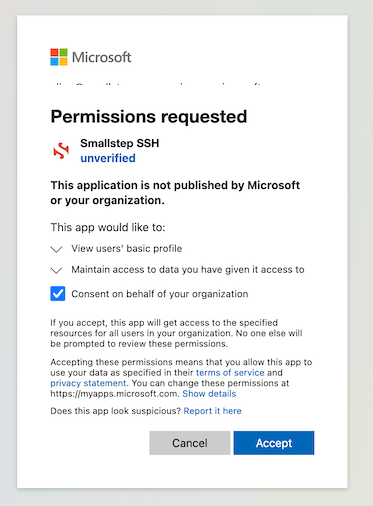 Microsoft
Permissions requested
Smallstep SSH
unverified
This application is not published by Microsoft
or your organization.
This app would like to:
View users' basic profile
Maintain access to data you have given it access to
Consent on behalf of your organization
If you accept, this app will get access to the specified
resources for all users in your organization. No one else will
be prompted to review these permissions.
Accepting these permissions means that you allow this app to
use your data as specified in their terms of service and
privacy statement. You can change these permissions at
https://myapps.microsoft.com. Show details
Does this app look suspicious? Report it here
Cancel
Accept